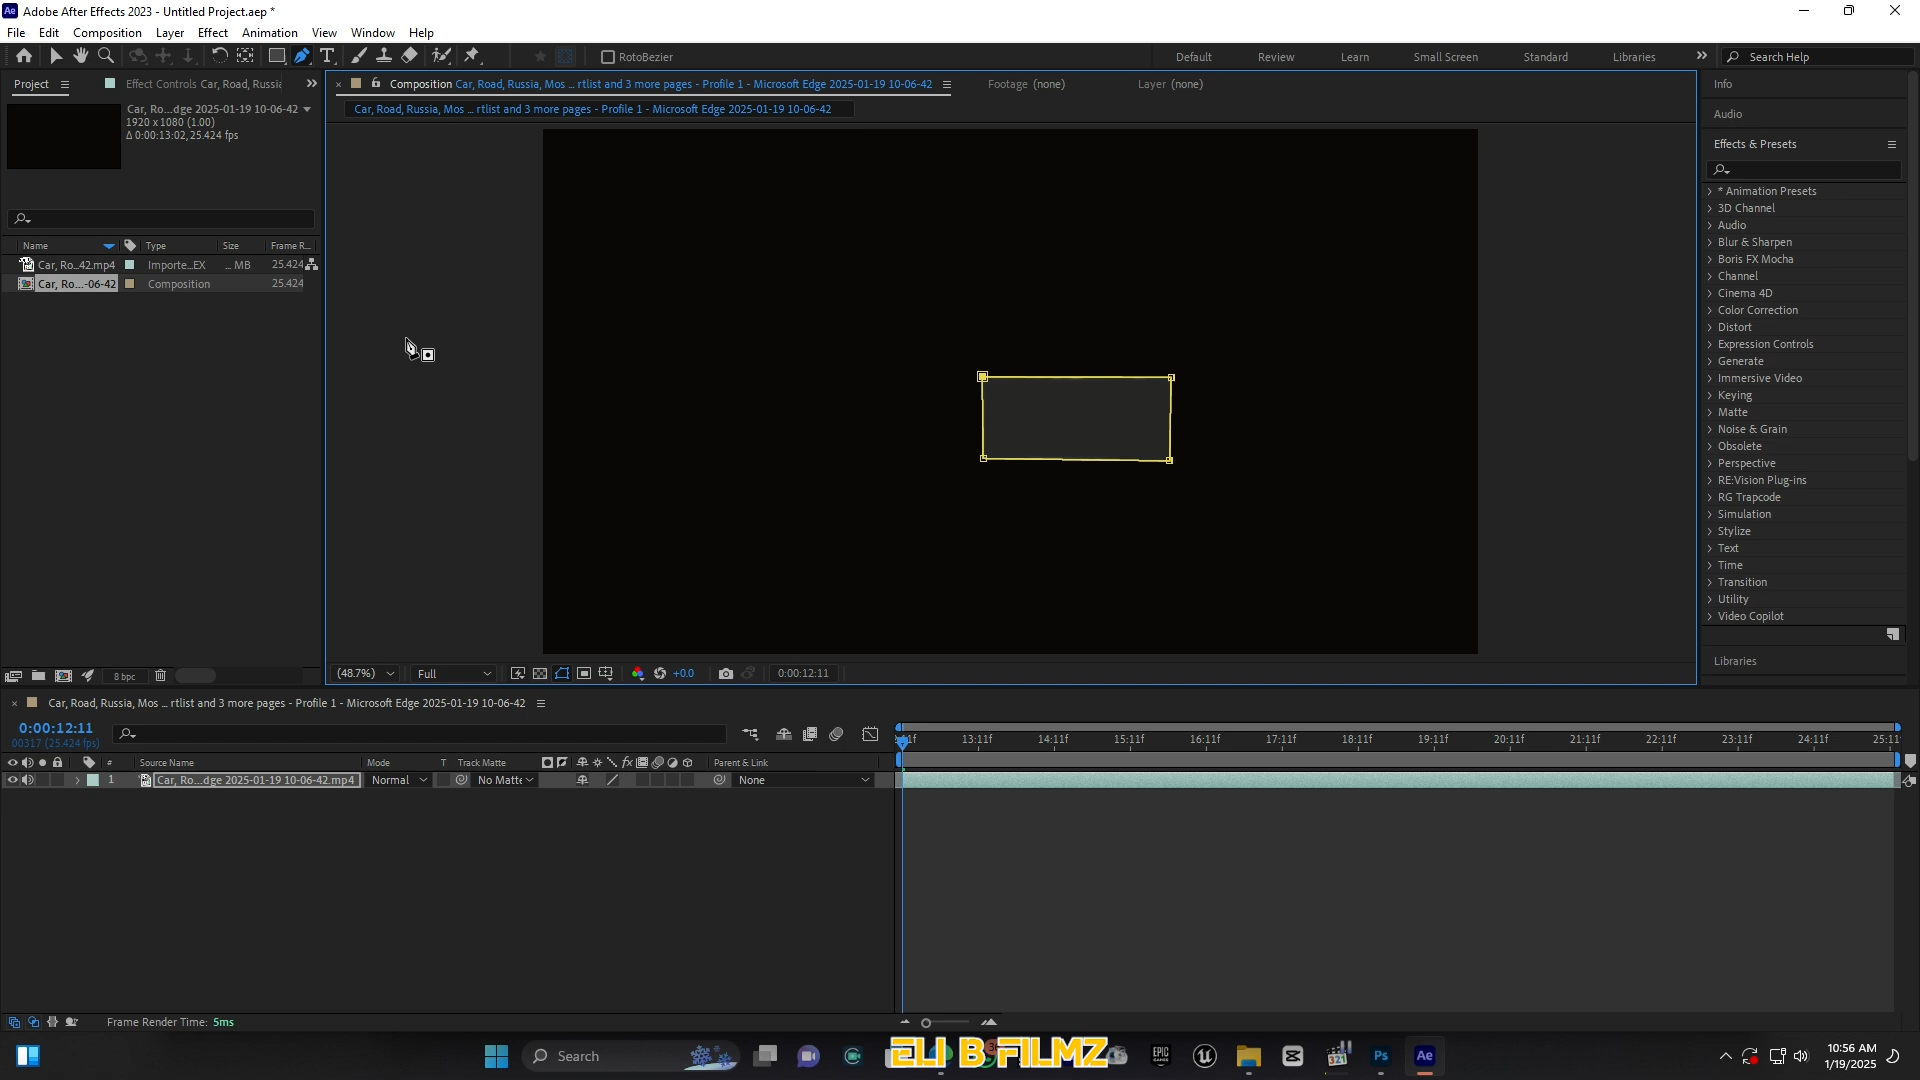 Adobe After Effects 2023 - Untitled Project.aep *
File Edit Composition Layer Effect Animation View Window Help
RotoBezier
Default Review Learn Small Screen Standard Libraries
Search Help
Project
Effect Controls Car, Road, Russia
Composition Car, Road, Russia, Mos ... rtlist and 3 more pages - Profile 1 - Microsoft Edge 2025-01-19 10-06-42
Footage (none)
Layer (none)
Car, Road, Russia, Mos ... rtlist and 3 more pages - Profile 1 - Microsoft Edge 2025-01-19 10-06-42
Car, Ro...dge 2025-01-19 10-06-42
1920 x 1080 (1.00)
Δ 0:00:13:02, 25.424 fps
Name Type Size Frame R...
Car, Ro...42.mp4 Importe...EX ... MB 25.424
Car, Ro...-06-42 Composition 25.424
8 bpc
(48.7%) Full +0.0 0:00:12:11
Info
Audio
Effects & Presets
* Animation Presets
3D Channel
Audio
Blur & Sharpen
Boris FX Mocha
Channel
Cinema 4D
Color Correction
Distort
Expression Controls
Generate
Immersive Video
Keying
Matte
Noise & Grain
Obsolete
Perspective
RE:Vision Plug-ins
RG Trapcode
Simulation
Stylize
Text
Time
Transition
Utility
Video Copilot
Libraries
Car, Road, Russia, Mos ... rtlist and 3 more pages - Profile 1 - Microsoft Edge 2025-01-19 10-06-42
0:00:12:11
00317 (25.424 fps)
13:11f 14:11f 15:11f 16:11f 17:11f 18:11f 19:11f 20:11f 21:11f 22:11f 23:11f 24:11f 25:11
# Source Name Mode T Track Matte fx Parent & Link
1 Car, Ro...dge 2025-01-19 10-06-42.mp4 Normal No Matte None
Frame Render Time: 5ms
Search
ELI B FILMZ
EPIC GAMES
321
Ps
Ae
10:56 AM
1/19/2025